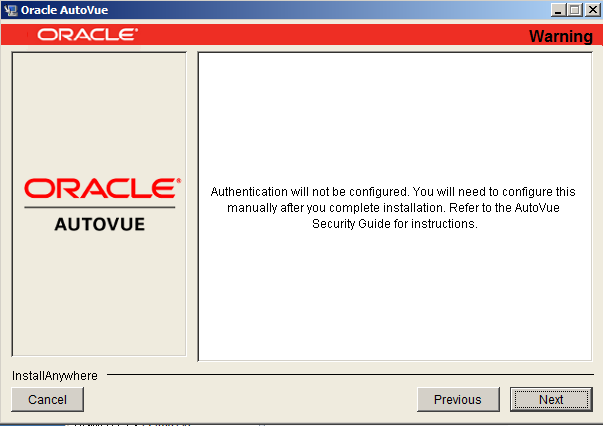 Oracle AutoVue
ORACLE
Warning
ORACLE
AUTOVUE
Authentication will not be configured. You will need to configure this
manually after you complete installation. Refer to the AutoVue
Security Guide for instructions.
InstallAnywhere
Cancel
Previous
Next